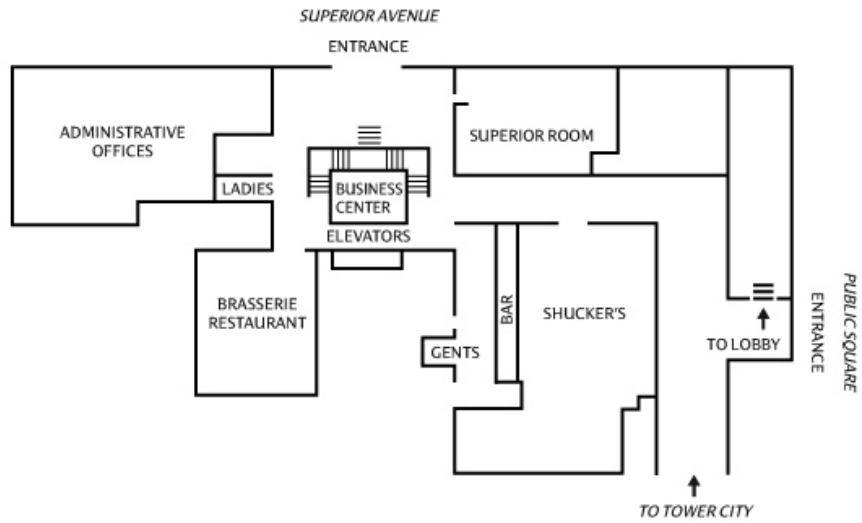 SUPERIOR AVENUE
ENTRANCE
ADMINISTRATIVE
OFFICES
SUPERIOR ROOM
LADIES
BUSINESS
CENTER
ELEVATORS
BRASSERIE
RESTAURANT
BAR
SHUCKER'S
GENTS
TO LOBBY
ENTRANCE
PUBLIC SQUARE
TO TOWER CITY